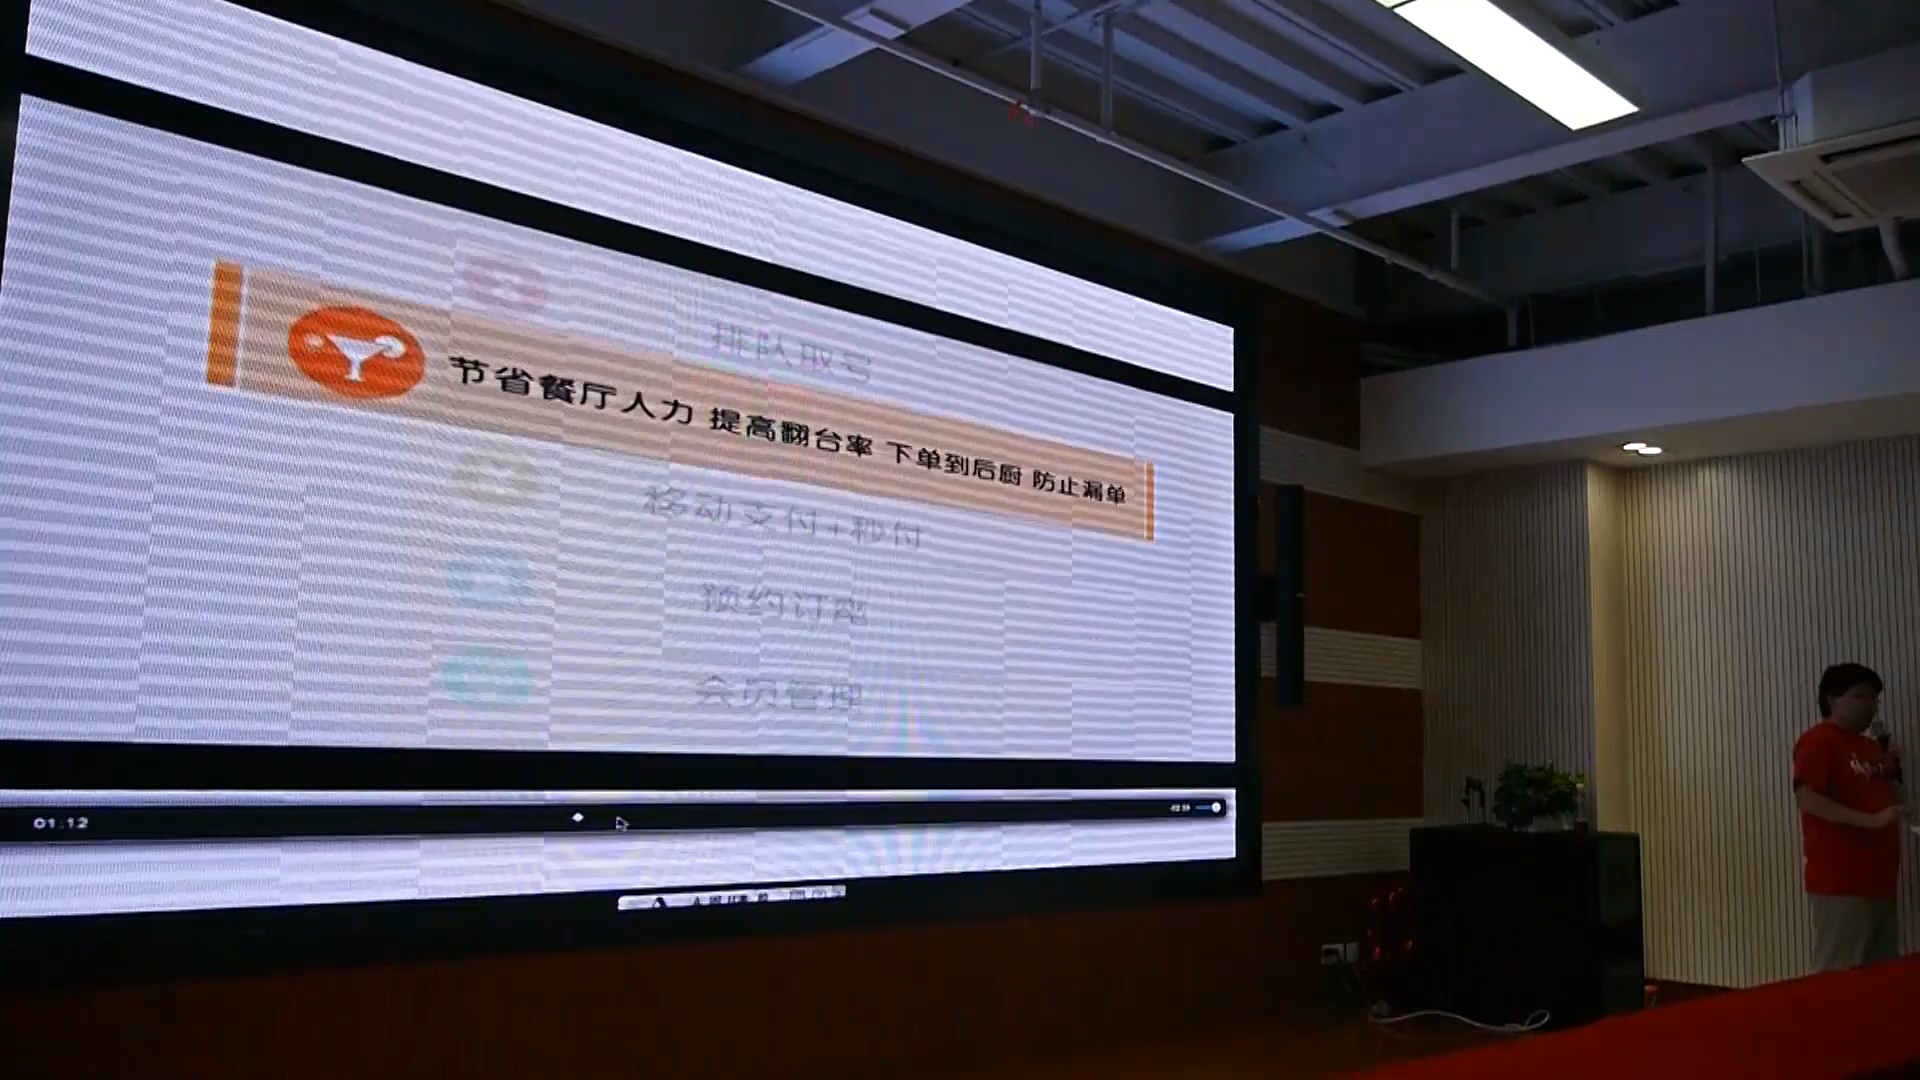 排队取号
节省餐厅人力 提高翻台率 下单到后厨 防止漏单
移动支付+秒付
预约订座
会员管理
01:12